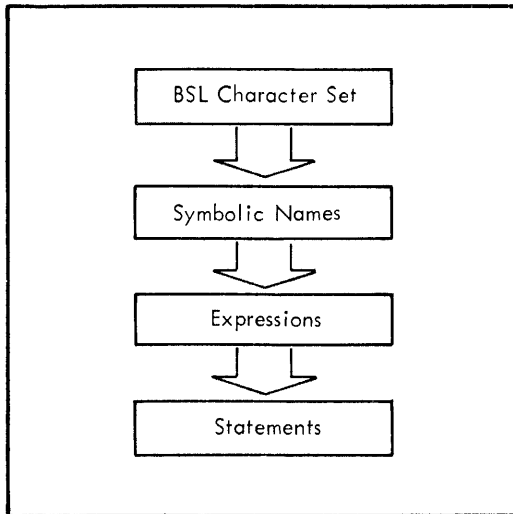 BSL Character Set
Symbolic Names
Expressions
Statements